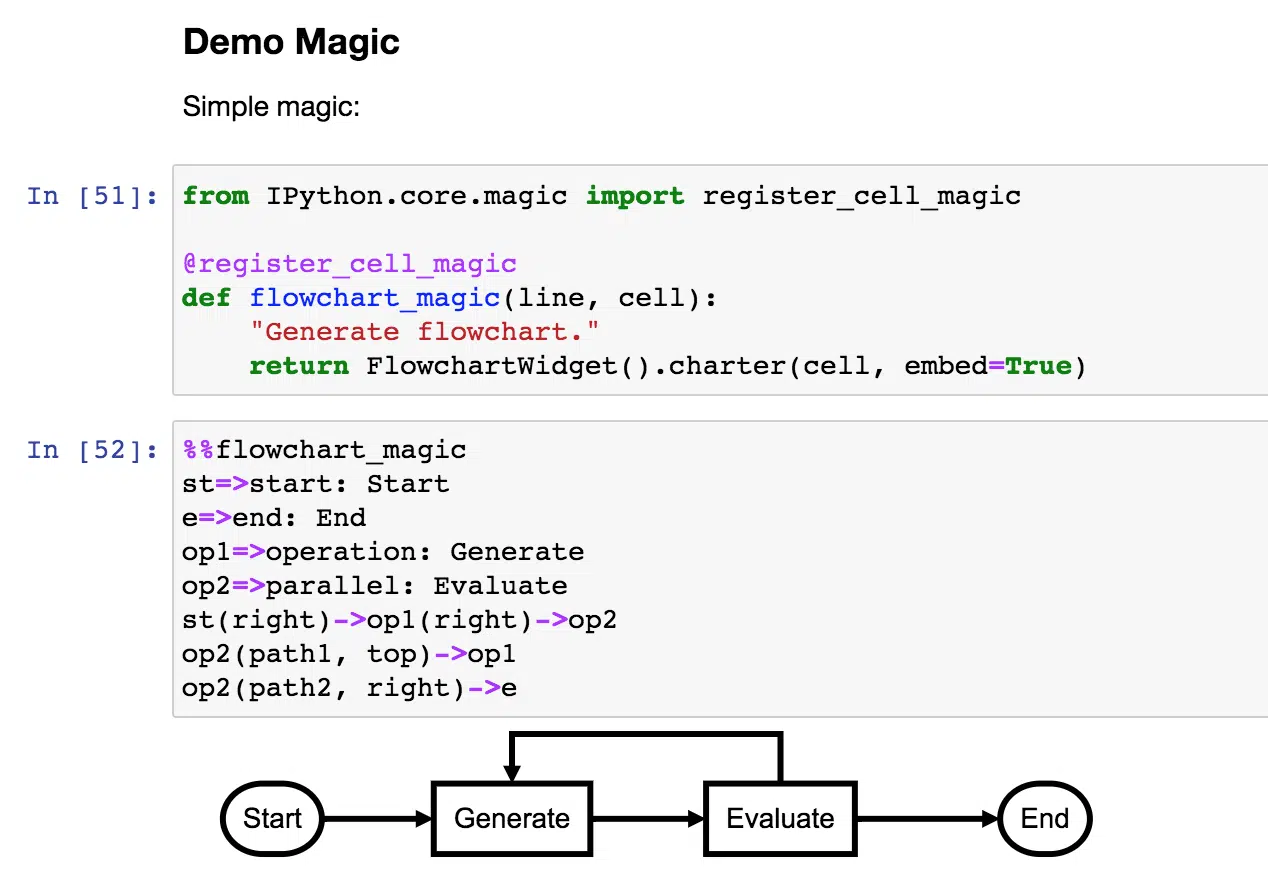 Demo Magic
Simple magic:
In [51]: from IPython.core.magic import register_cell_magic
@register_cell_magic
def flowchart_magic(line, cell):
    "Generate flowchart."
    return FlowchartWidget().charter(cell, embed=True)
In [52]: %%flowchart_magic
st=>start: Start
e=>end: End
op1=>operation: Generate
op2=>parallel: Evaluate
st(right)->op1(right)->op2
op2(path1, top)->op1
op2(path2, right)->e
Start Generate Evaluate End